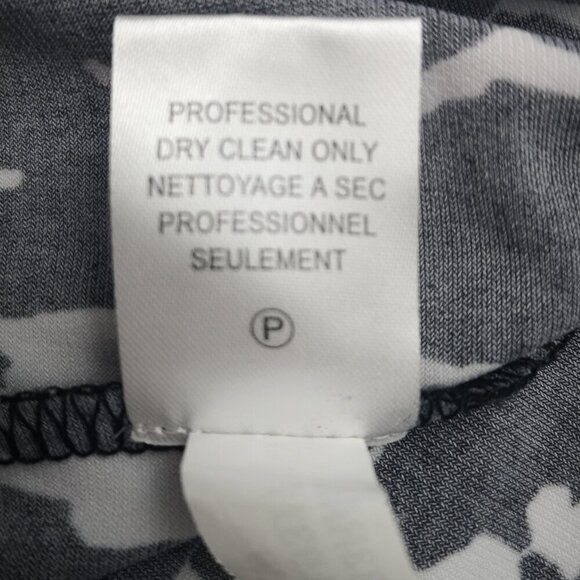 PROFESSIONAL
DRY CLEAN ONLY
NETTOYAGE A SEC
PROFESSIONNEL
SEULEMENT
P